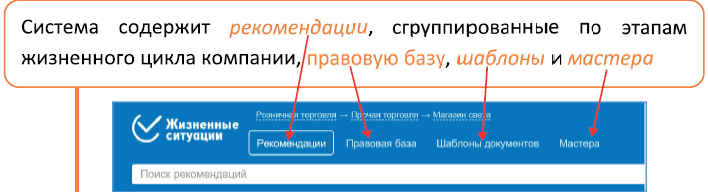 Система содержит рекомендации, сгруппированные по этапам
жизненного цикла компании, правовую базу, шаблоны и мастера
Розничная торговля → Прочая торговля → Магазин света
Жизненные
ситуации
Рекомендации Правовая база Шаблоны документов Мастера
Поиск рекомендаций